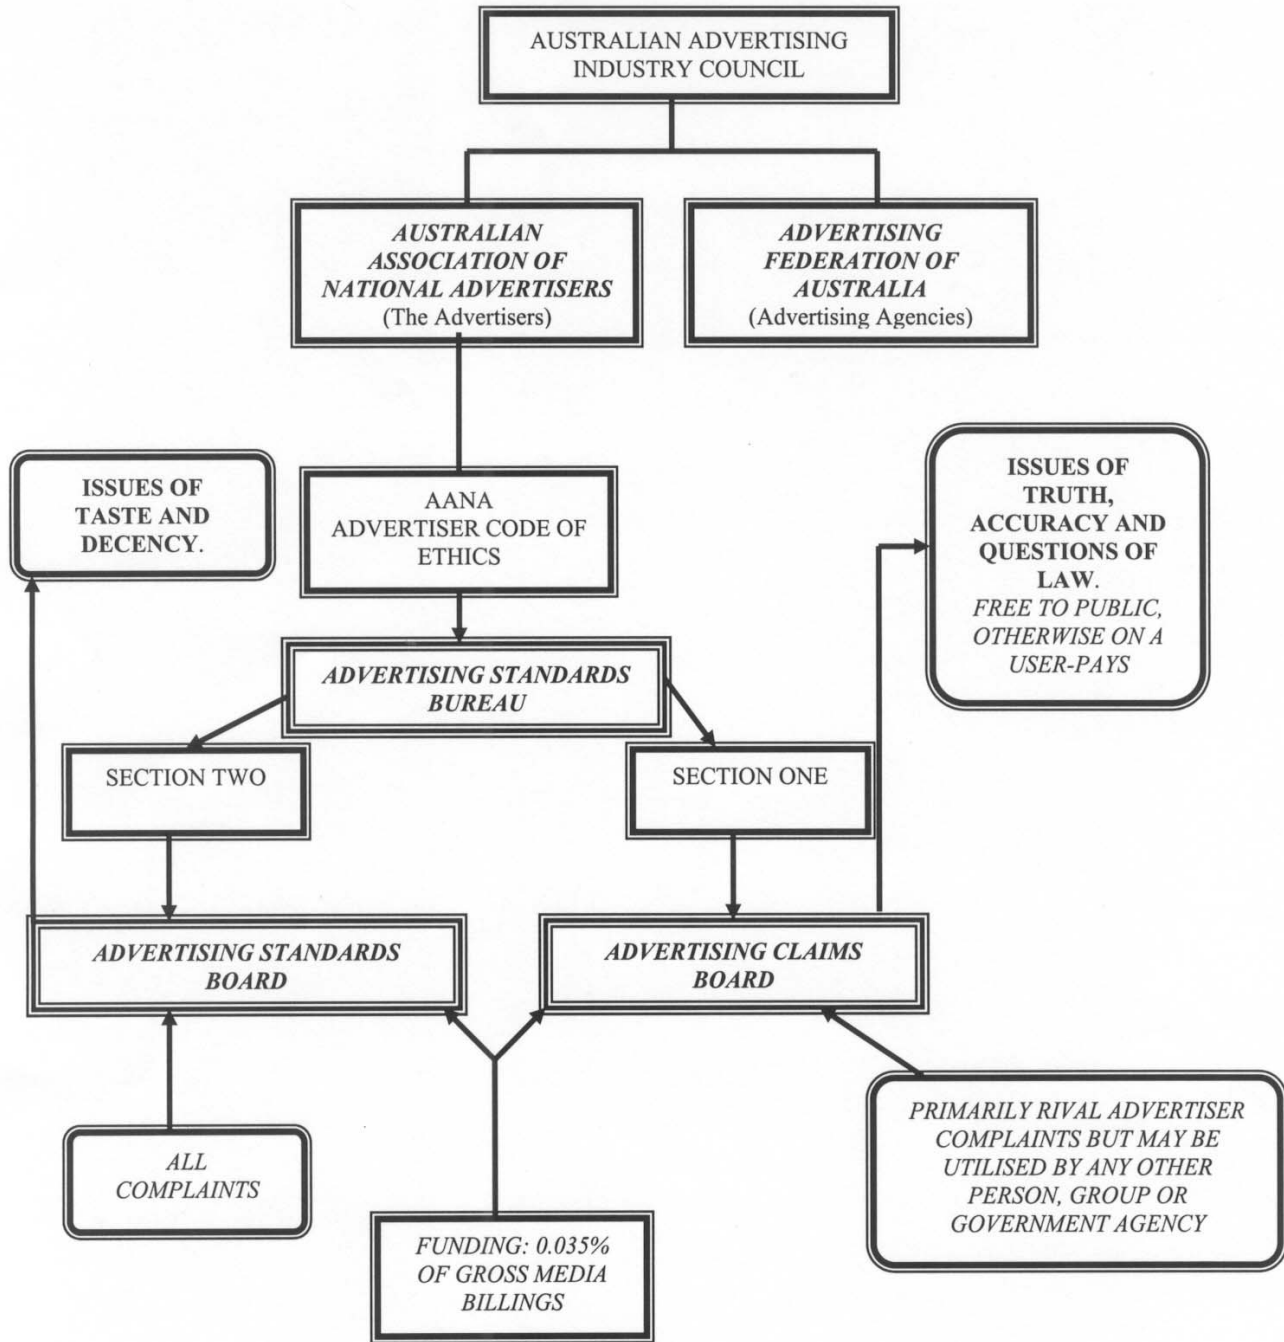 AUSTRALIAN ADVERTISING
INDUSTRY COUNCIL
AUSTRALIAN
ASSOCIATION OF
NATIONAL ADVERTISERS
(The Advertisers)
ADVERTISING
FEDERATION OF
AUSTRALIA
(Advertising Agencies)
ISSUES OF
TASTE AND
DECENCY.
AANA
ADVERTISER CODE OF
ETHICS
ISSUES OF
TRUTH,
ACCURACY AND
QUESTIONS OF
LAW.
FREE TO PUBLIC,
OTHERWISE ON A
USER-PAYS
ADVERTISING STANDARDS
BUREAU
SECTION TWO
SECTION ONE
ADVERTISING STANDARDS
BOARD
ADVERTISING CLAIMS
BOARD
ALL
COMPLAINTS
FUNDING: 0.035%
OF GROSS MEDIA
BILLINGS
PRIMARILY RIVAL ADVERTISER
COMPLAINTS BUT MAY BE
UTILISED BY ANY OTHER
PERSON, GROUP OR
GOVERNMENT AGENCY